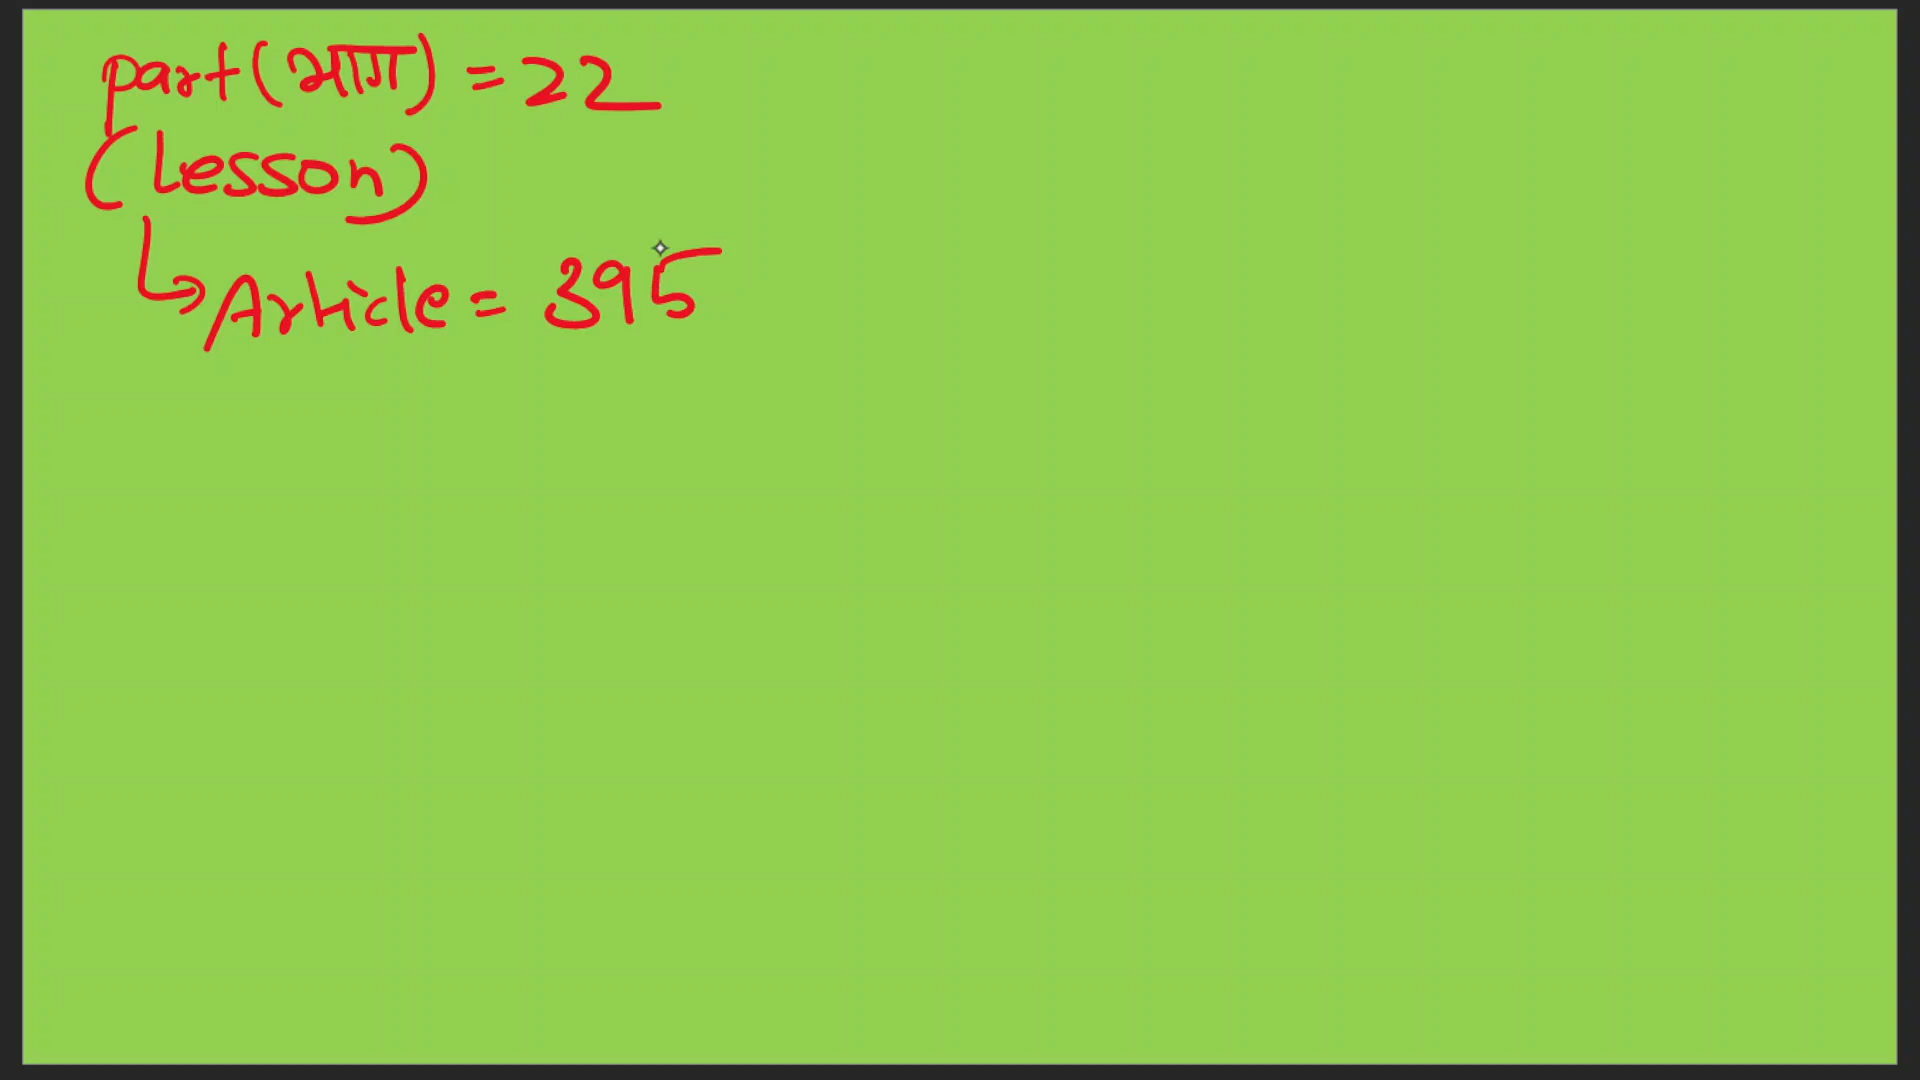 part (भाग) = 22
(Lesson)
↳ Article = 395